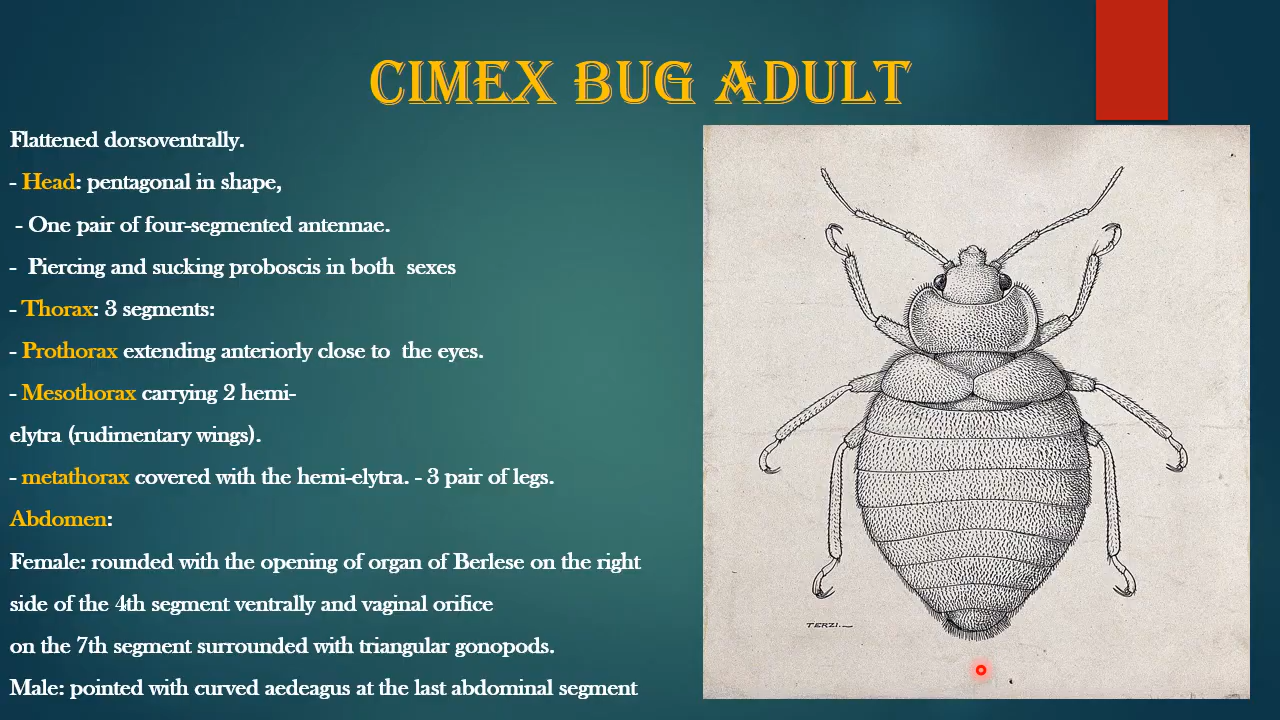 CIMEX BUG ADULT
Flattened dorsoventrally.
- Head: pentagonal in shape,
- One pair of four-segmented antennae.
- Piercing and sucking proboscis in both sexes
- Thorax: 3 segments:
- Prothorax extending anteriorly close to the eyes.
- Mesothorax carrying 2 hemi-
elytra (rudimentary wings).
- metathorax covered with the hemi-elytra. - 3 pair of legs.
Abdomen:
Female: rounded with the opening of organ of Berlese on the right
side of the 4th segment ventrally and vaginal orifice
on the 7th segment surrounded with triangular gonopods.
Male: pointed with curved aedeagus at the last abdominal segment
TERZI.